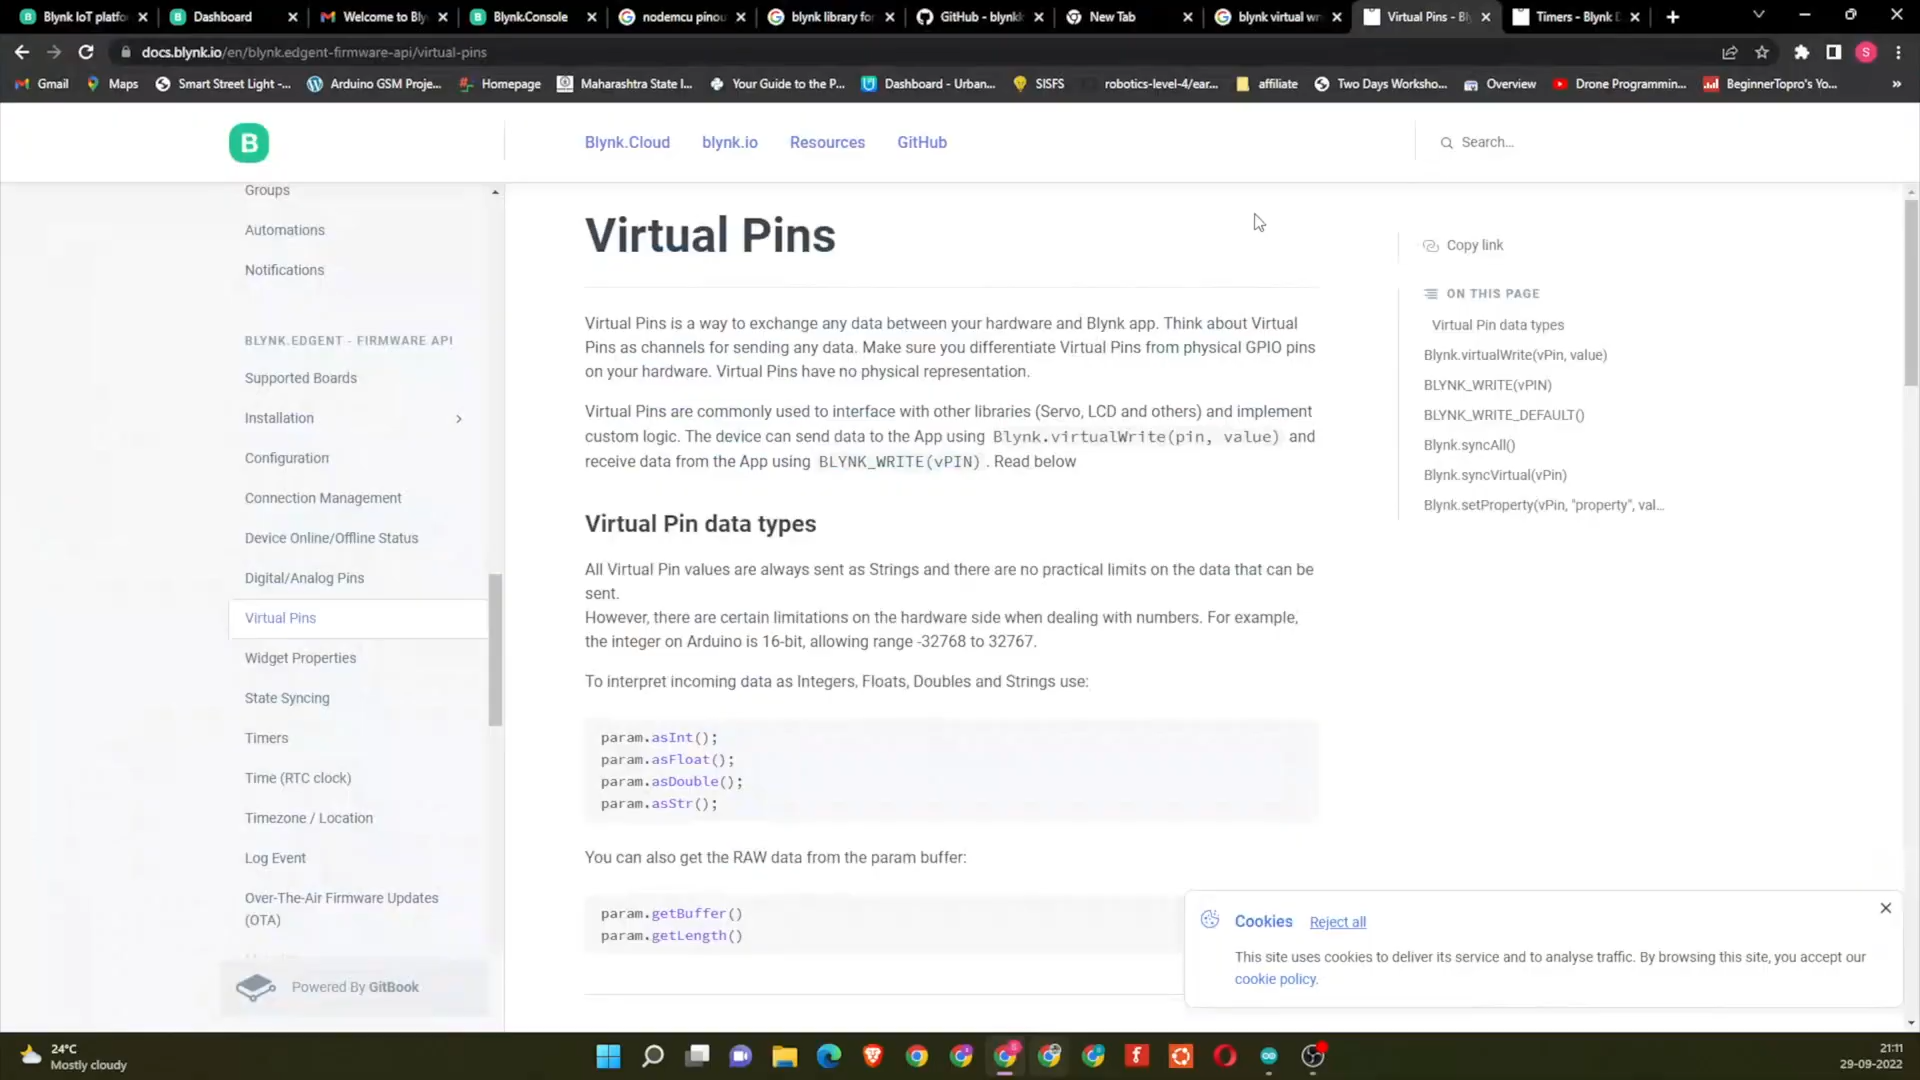 Blynk IoT platfo
Dashboard
Welcome to Bly
Blynk.Console
nodemcu pinou
blynk library for
GitHub - blynkk
New Tab
blynk virtual wr
Virtual Pins - Bl
Timers - Blynk D
docs.blynk.io/en/blynk.edgent-firmware-api/virtual-pins
S
Gmail
Maps
Smart Street Light -...
Arduino GSM Proje...
Homepage
Maharashtra State I...
Your Guide to the P...
Dashboard - Urban...
SISFS
robotics-level-4/ear...
affiliate
Two Days Worksho...
Overview
Drone Programmin...
BeginnerTopro's Yo...
»
B
Blynk.Cloud
blynk.io
Resources
GitHub
Search...
Groups
Automations
Notifications
BLYNK.EDGENT - FIRMWARE API
Supported Boards
Installation
Configuration
Connection Management
Device Online/Offline Status
Digital/Analog Pins
Virtual Pins
Widget Properties
State Syncing
Timers
Time (RTC clock)
Timezone / Location
Log Event
Over-The-Air Firmware Updates
(OTA)
Powered By GitBook
Virtual Pins
Virtual Pins is a way to exchange any data between your hardware and Blynk app. Think about Virtual
Pins as channels for sending any data. Make sure you differentiate Virtual Pins from physical GPIO pins
on your hardware. Virtual Pins have no physical representation.
Virtual Pins are commonly used to interface with other libraries (Servo, LCD and others) and implement
custom logic. The device can send data to the App using Blynk.virtualWrite(pin, value) and
receive data from the App using BLYNK_WRITE(vPIN) . Read below
Virtual Pin data types
All Virtual Pin values are always sent as Strings and there are no practical limits on the data that can be
sent.
However, there are certain limitations on the hardware side when dealing with numbers. For example,
the integer on Arduino is 16-bit, allowing range -32768 to 32767.
To interpret incoming data as Integers, Floats, Doubles and Strings use:
param.asInt();
param.asFloat();
param.asDouble();
param.asStr();
You can also get the RAW data from the param buffer:
param.getBuffer()
param.getLength()
Copy link
ON THIS PAGE
Virtual Pin data types
Blynk.virtualWrite(vPin, value)
BLYNK_WRITE(vPIN)
BLYNK_WRITE_DEFAULT()
Blynk.syncAll()
Blynk.syncVirtual(vPin)
Blynk.setProperty(vPin, "property", val...
Cookies Reject all
This site uses cookies to deliver its service and to analyse traffic. By browsing this site, you accept our
cookie policy.
24°C
Mostly cloudy
21:11
29-09-2022